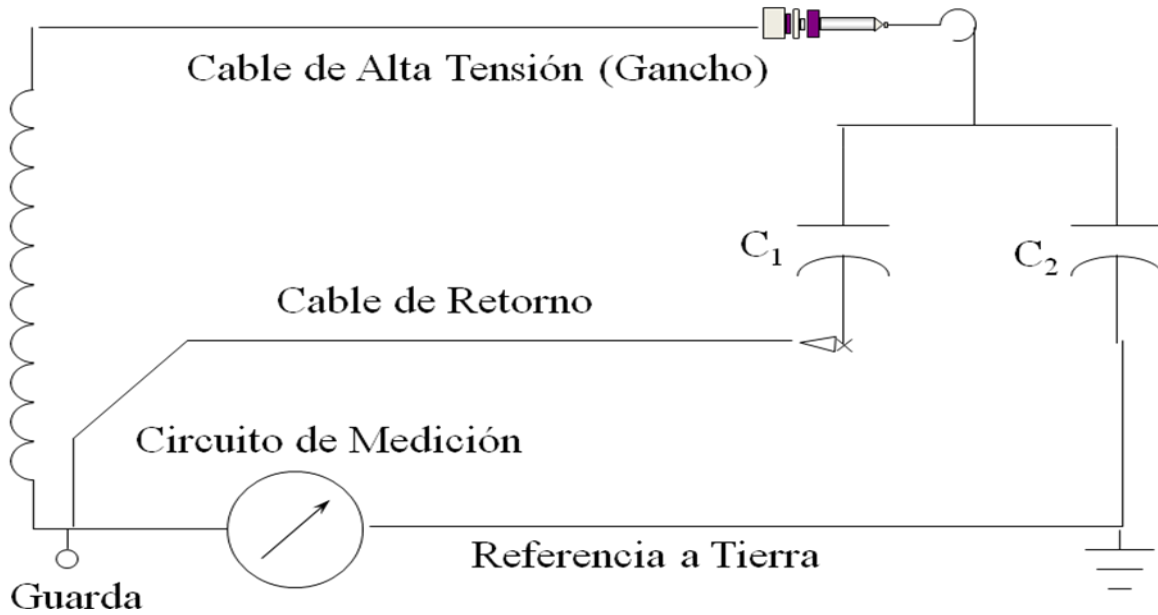 Cable de Alta Tensión (Gancho)
C₁
C₂
Cable de Retorno
Circuito de Medición
Referencia a Tierra
Guarda